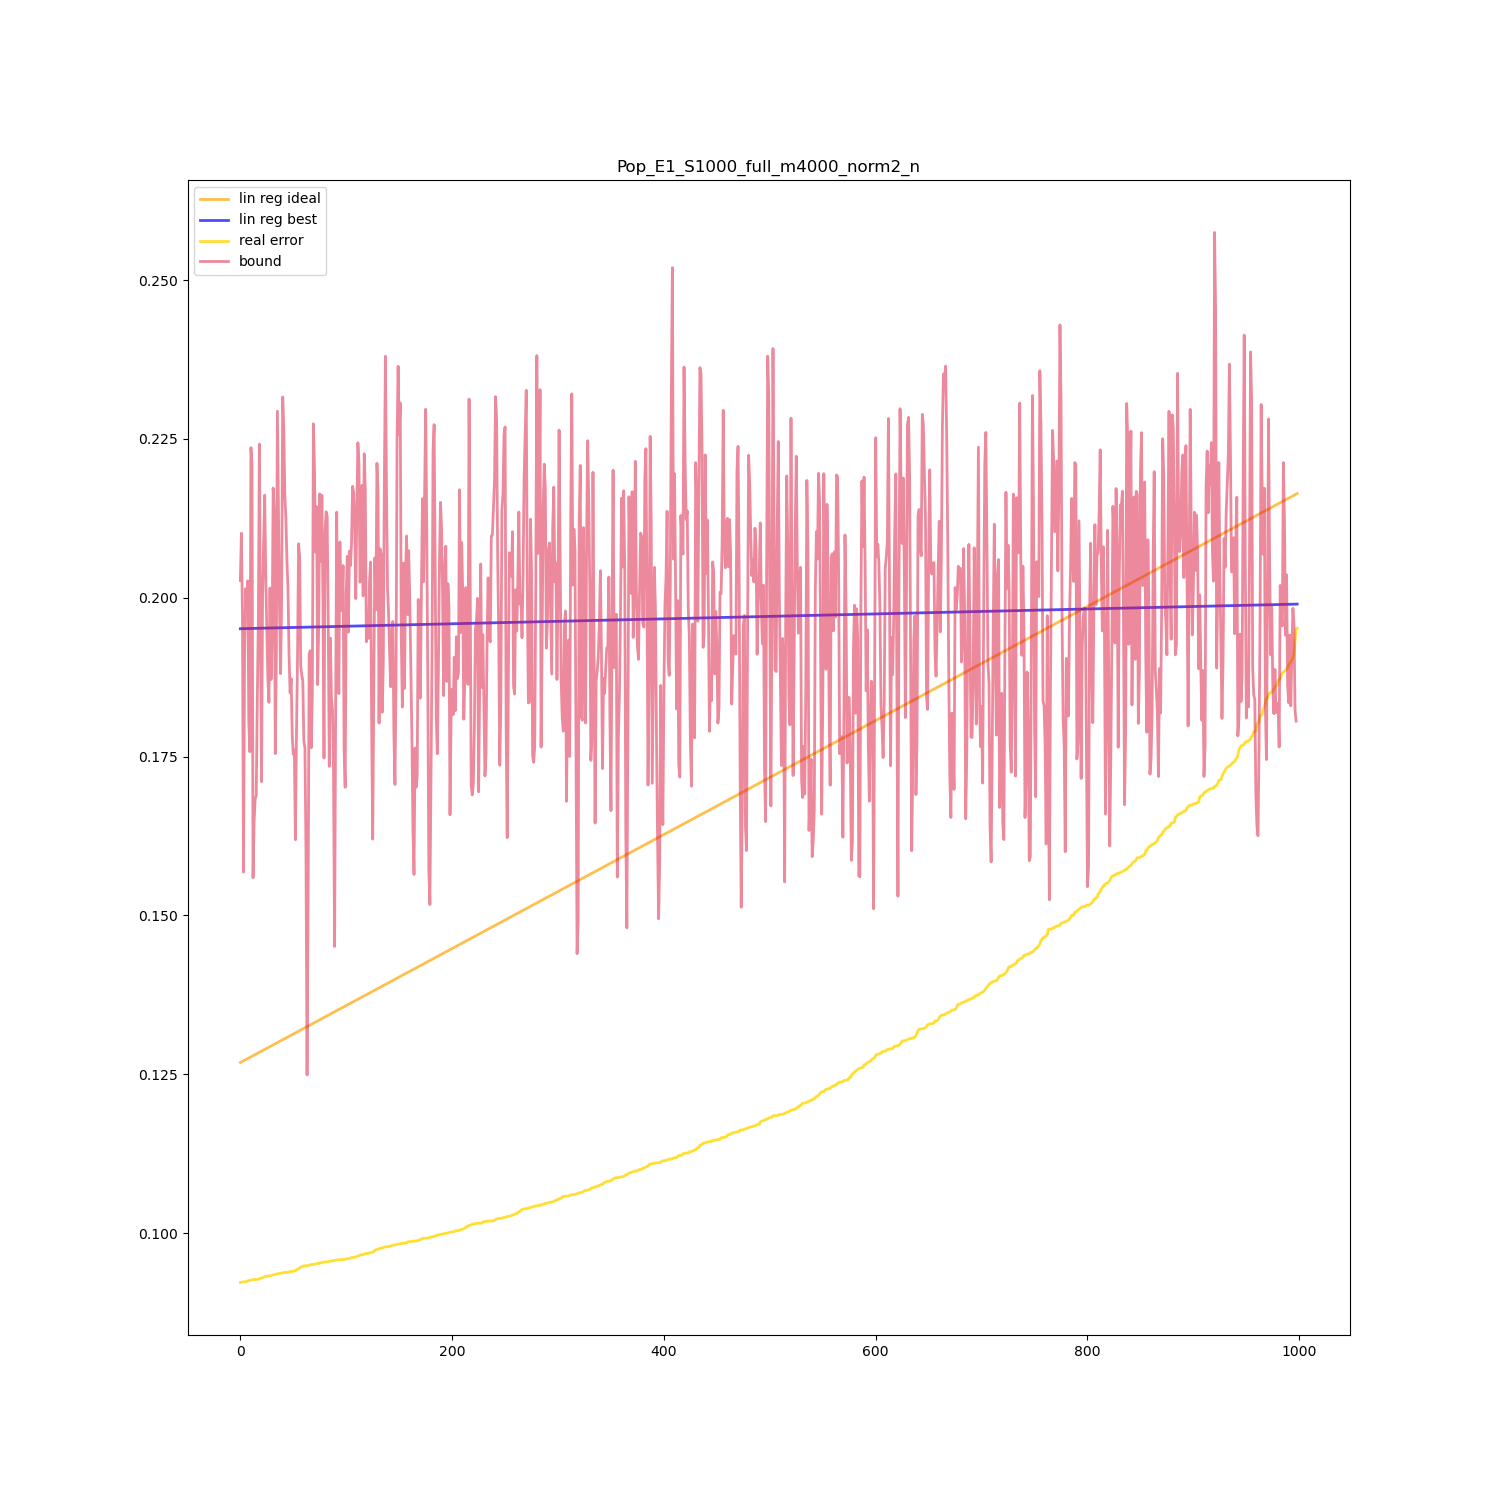 Pop_E1_S1000_full_m4000_norm2_n
lin reg ideal
lin reg best
real error
bound
0.250
0.225
0.200
0.175
0.150
0.125
0.100
0 200 400 600 800 1000